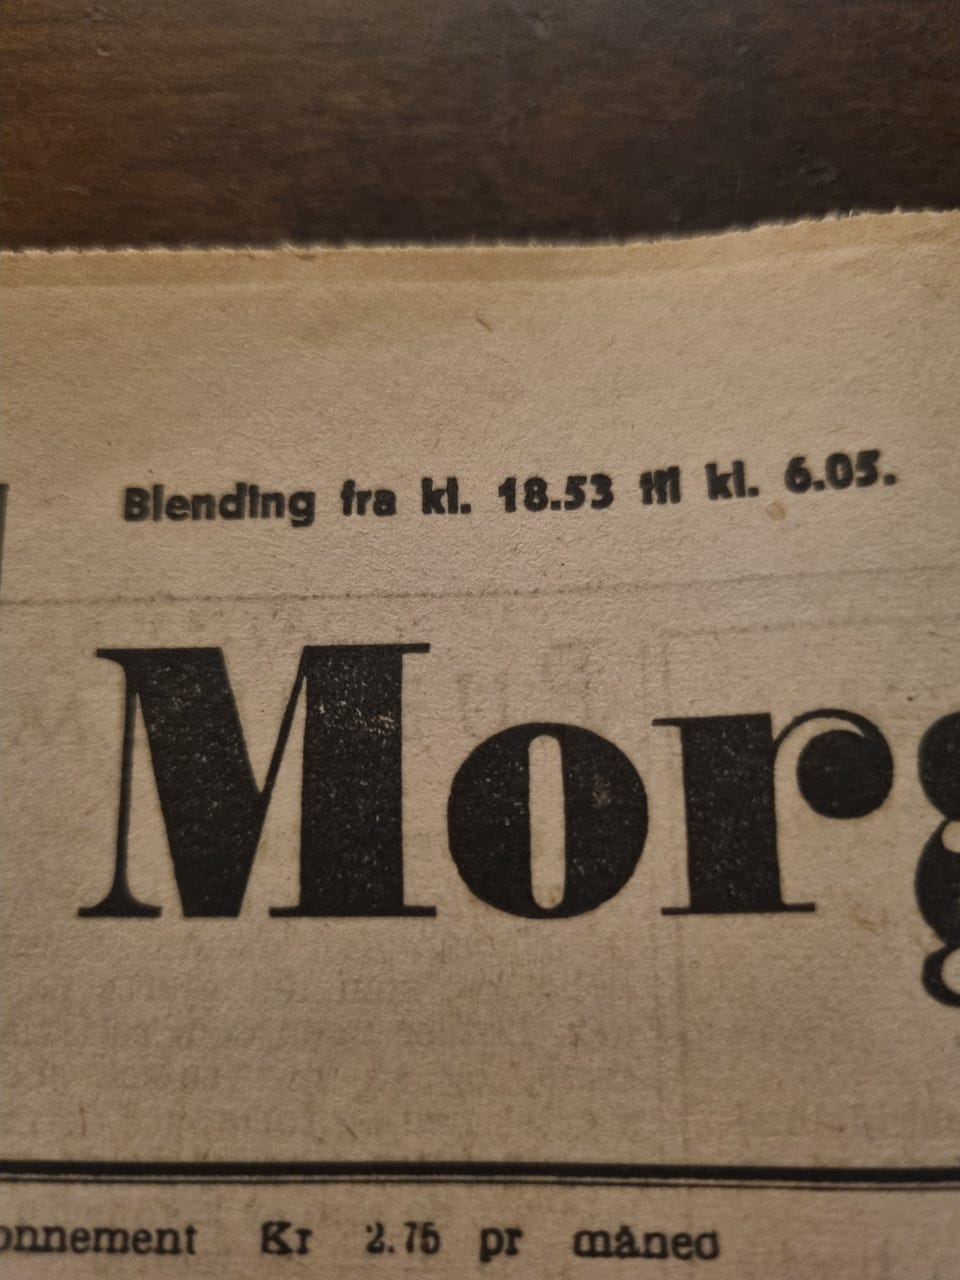 Blending fra kl. 18.53 til kl. 6.05.
Morg
onnement Kr 2.75 pr måned